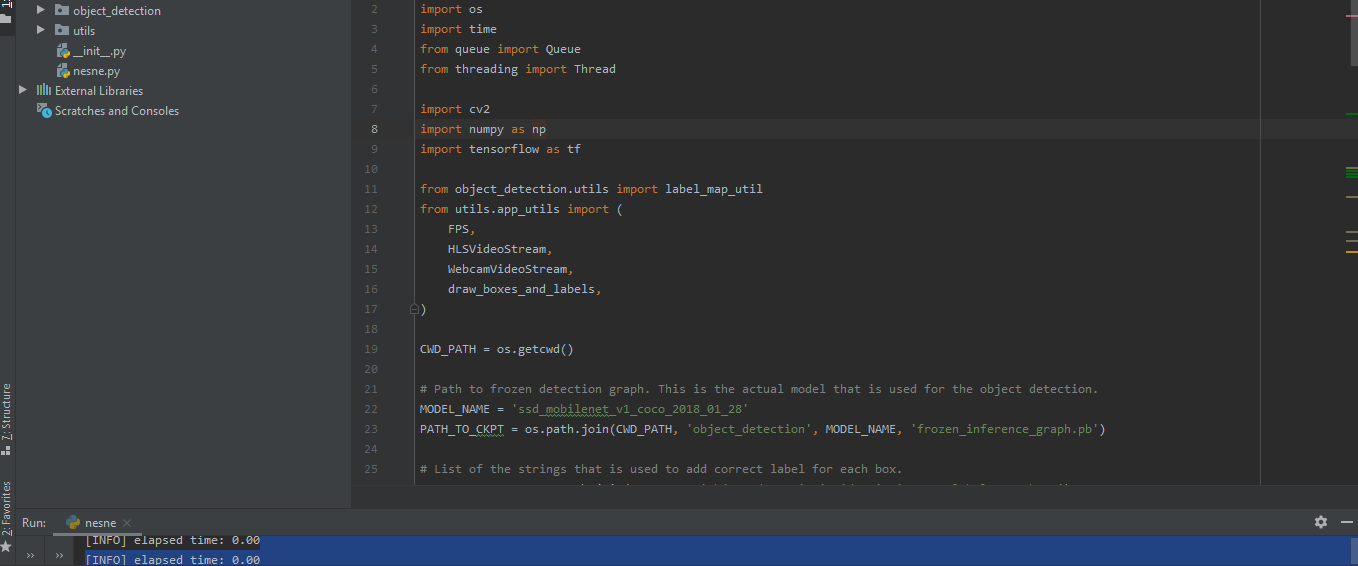 1:
object_detection
utils
__init__.py
nesne.py
External Libraries
Scratches and Consoles
7: Structure
2: Favorites
2 import os
3 import time
4 from queue import Queue
5 from threading import Thread
6
7 import cv2
8 import numpy as np
9 import tensorflow as tf
10
11 from object_detection.utils import label_map_util
12 from utils.app_utils import (
13 FPS,
14 HLSVideoStream,
15 WebcamVideoStream,
16 draw_boxes_and_labels,
17 )
18
19 CWD_PATH = os.getcwd()
20
21 # Path to frozen detection graph. This is the actual model that is used for the object detection.
22 MODEL_NAME = 'ssd_mobilenet_v1_coco_2018_01_28'
23 PATH_TO_CKPT = os.path.join(CWD_PATH, 'object_detection', MODEL_NAME, 'frozen_inference_graph.pb')
24
25 # List of the strings that is used to add correct label for each box.
Run: nesne
[INFO] elapsed time: 0.00
>> >> [INFO] elapsed time: 0.00